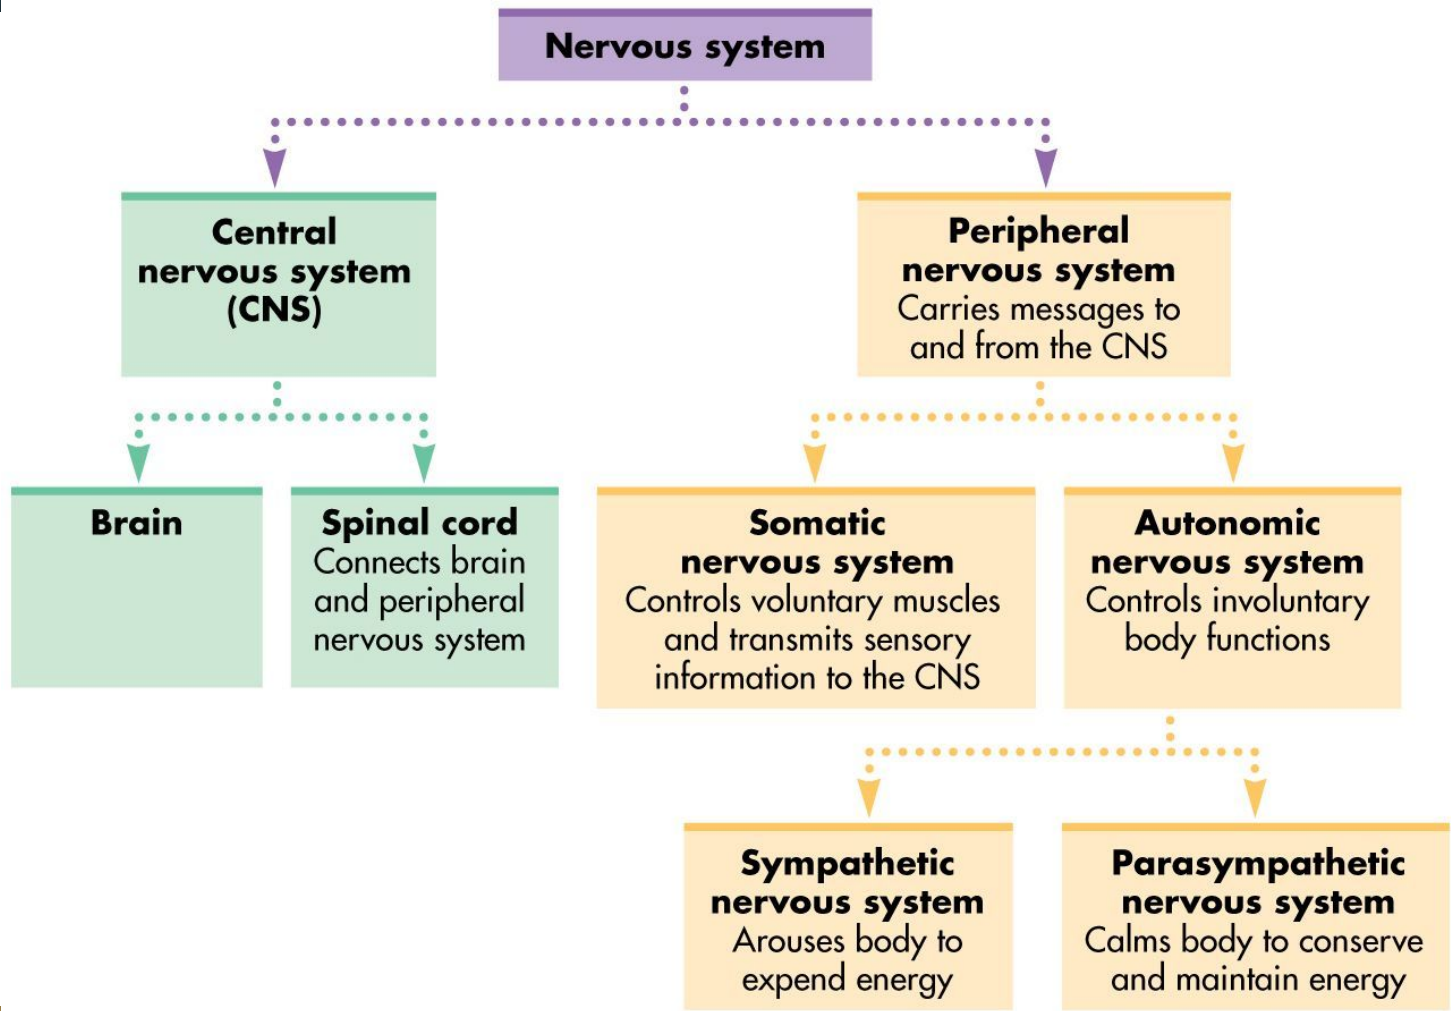 Nervous system
Central
nervous system
(CNS)
Peripheral
nervous system
Carries messages to
and from the CNS
Brain
Spinal cord
Connects brain
and peripheral
nervous system
Somatic
nervous system
Controls voluntary muscles
and transmits sensory
information to the CNS
Autonomic
nervous system
Controls involuntary
body functions
Sympathetic
nervous system
Arouses body to
expend energy
Parasympathetic
nervous system
Calms body to conserve
and maintain energy